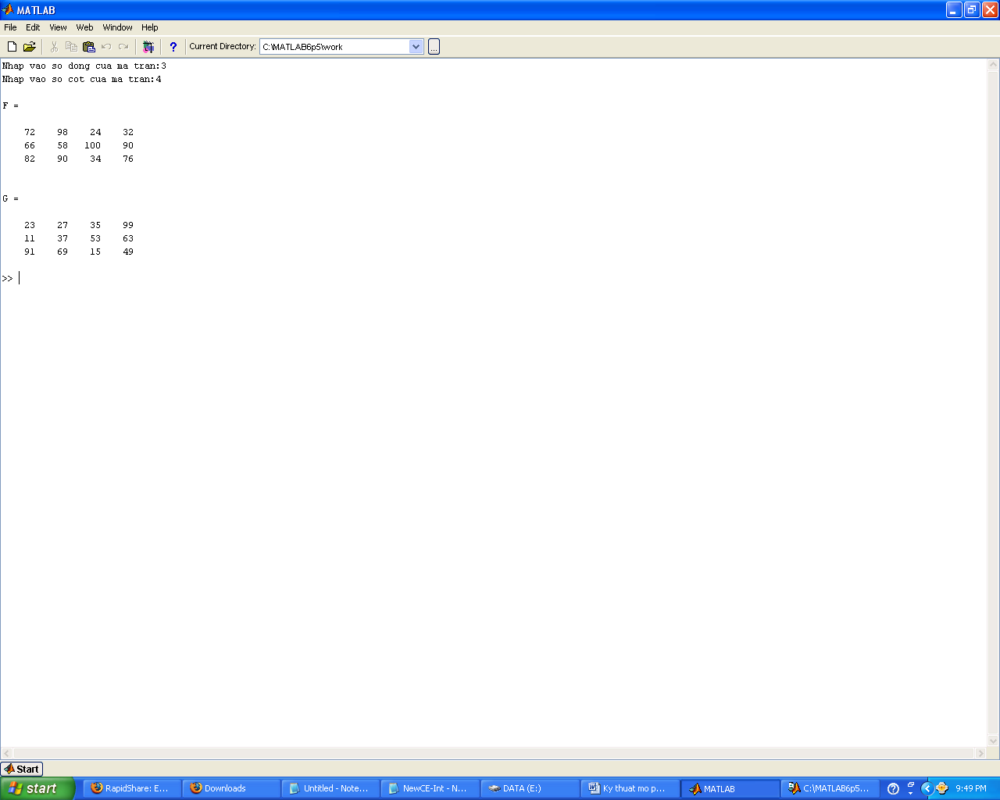 MATLAB
File Edit View Web Window Help
Current Directory: C:\MATLAB6p5\work ...
Nhap vao so dong cua ma tran:3
Nhap vao so cot cua ma tran:4
F =
72 98 24 32
66 58 100 90
82 90 34 76
G =
23 27 35 99
11 37 53 63
91 69 15 49
>>
Start
start RapidShare: E... Downloads Untitled - Note... NewCE-Int - N... DATA (E:) Ky thuat mo p... MATLAB C:\MATLAB6p5... 9:49 PM